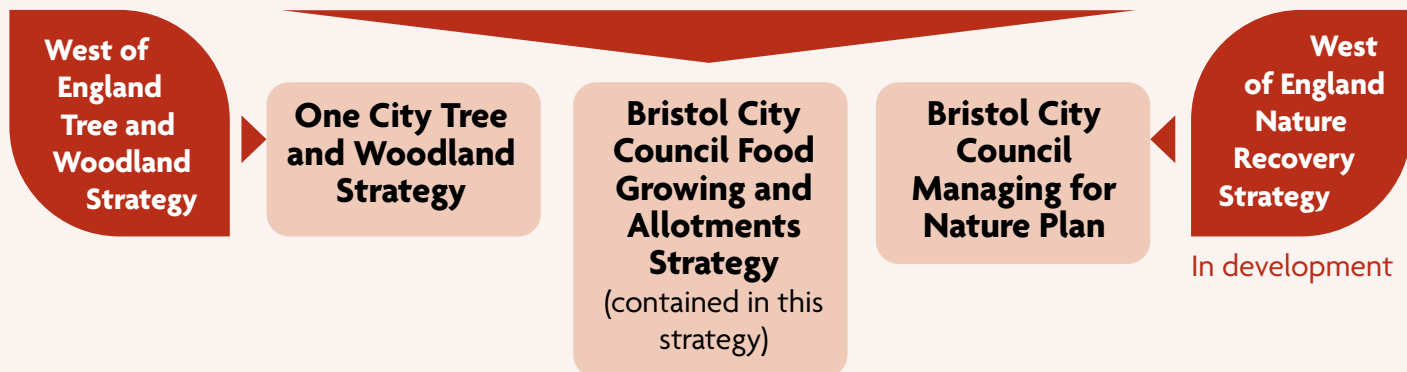 West of
England
Tree and
Woodland
Strategy
One City Tree
and Woodland
Strategy
Bristol City
Council Food
Growing and
Allotments
Strategy
(contained in this
strategy)
Bristol City
Council
Managing for
Nature Plan
West
of England
Nature
Recovery
Strategy
In development